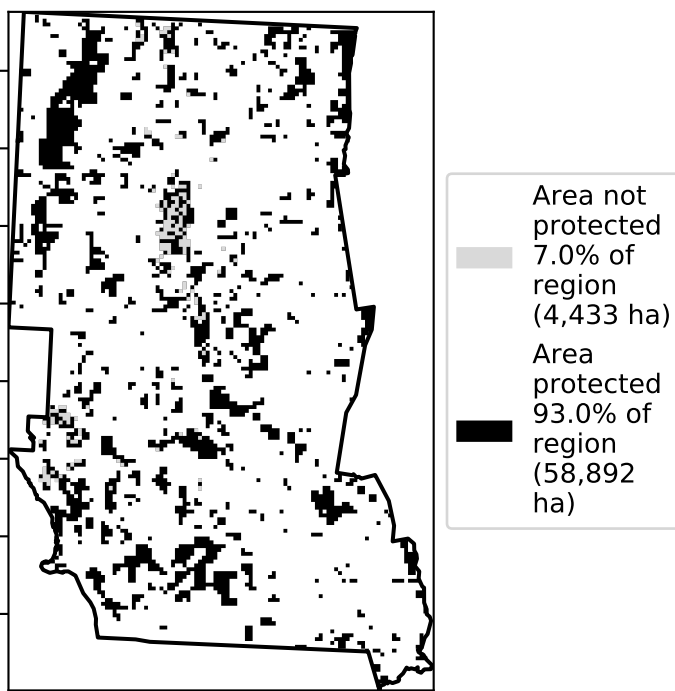 Area not
protected
7.0% of
region
(4,433 ha)
Area
protected
93.0% of
region
(58,892
ha)